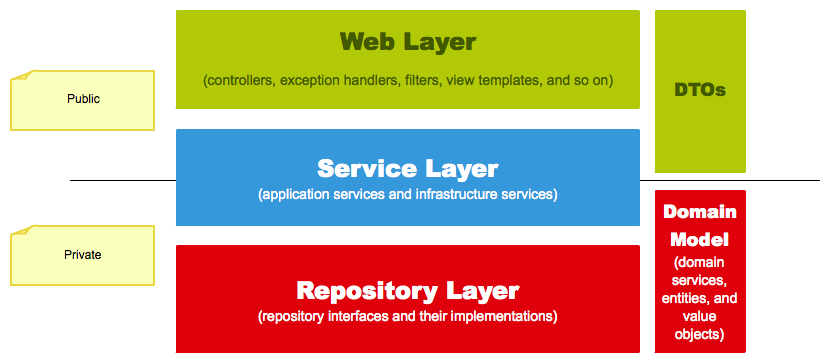 Web Layer
(controllers, exception handlers, filters, view templates, and so on)
DTOs
Public
Service Layer
(application services and infrastructure services)
Private
Repository Layer
(repository interfaces and their implementations)
Domain
Model
(domain
services,
entities, and
value
objects)